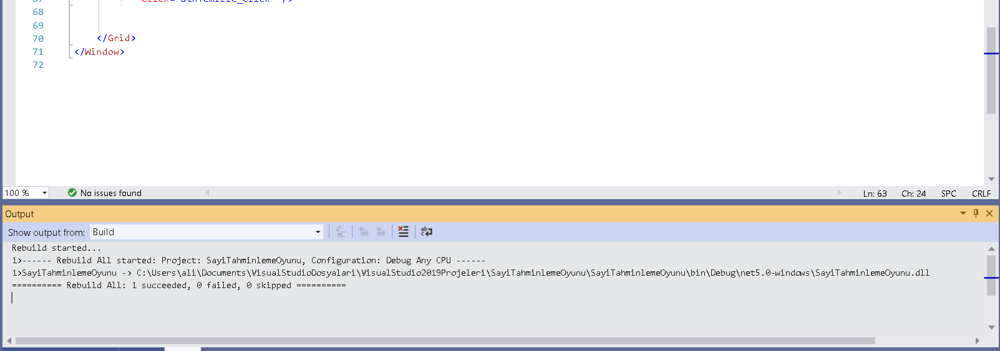 67
Click="btnTemizle_Click" />
68
69
70 </Grid>
71 </Window>
72
100 % No issues found Ln: 63 Ch: 24 SPC CRLF
Output
Show output from: Build
Rebuild started...
1>------ Rebuild All started: Project: SayiTahminlemeOyunu, Configuration: Debug Any CPU ------
1>SayiTahminlemeOyunu -> C:\Users\ali\Documents\VisualStudioDosyalari\VisualStudio2019Projeleri\SayiTahminlemeOyunu\SayiTahminlemeOyunu\bin\Debug\net5.0-windows\SayiTahminlemeOyunu.dll
========== Rebuild All: 1 succeeded, 0 failed, 0 skipped ==========